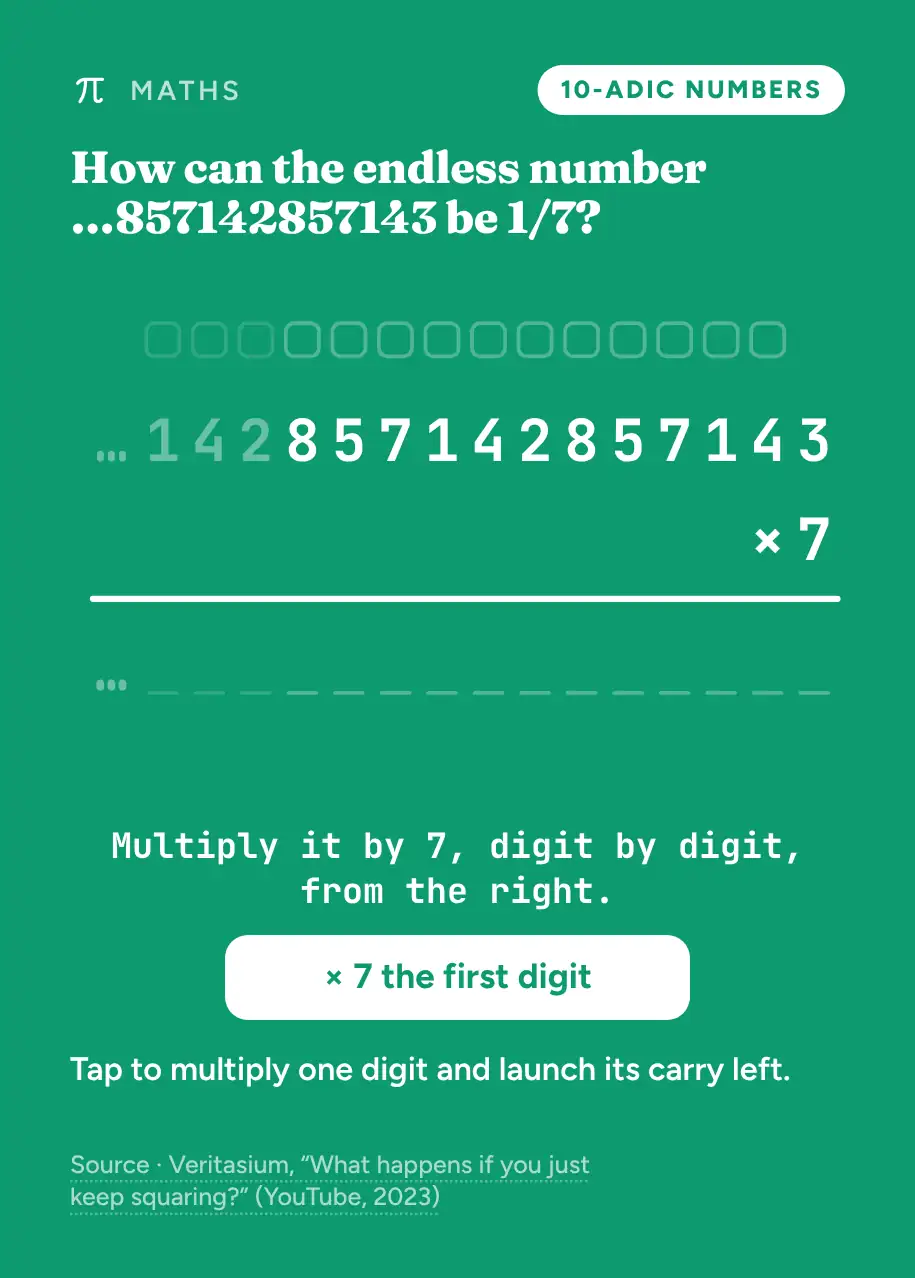 π MATHS
10-ADIC NUMBERS
How can the endless number
...857142857143 be 1/7?
... 1 4 2 8 5 7 1 4 2 8 5 7 1 4 3
× 7
...
Multiply it by 7, digit by digit,
from the right.
× 7 the first digit
Tap to multiply one digit and launch its carry left.
Source · Veritasium, “What happens if you just
keep squaring?” (YouTube, 2023)